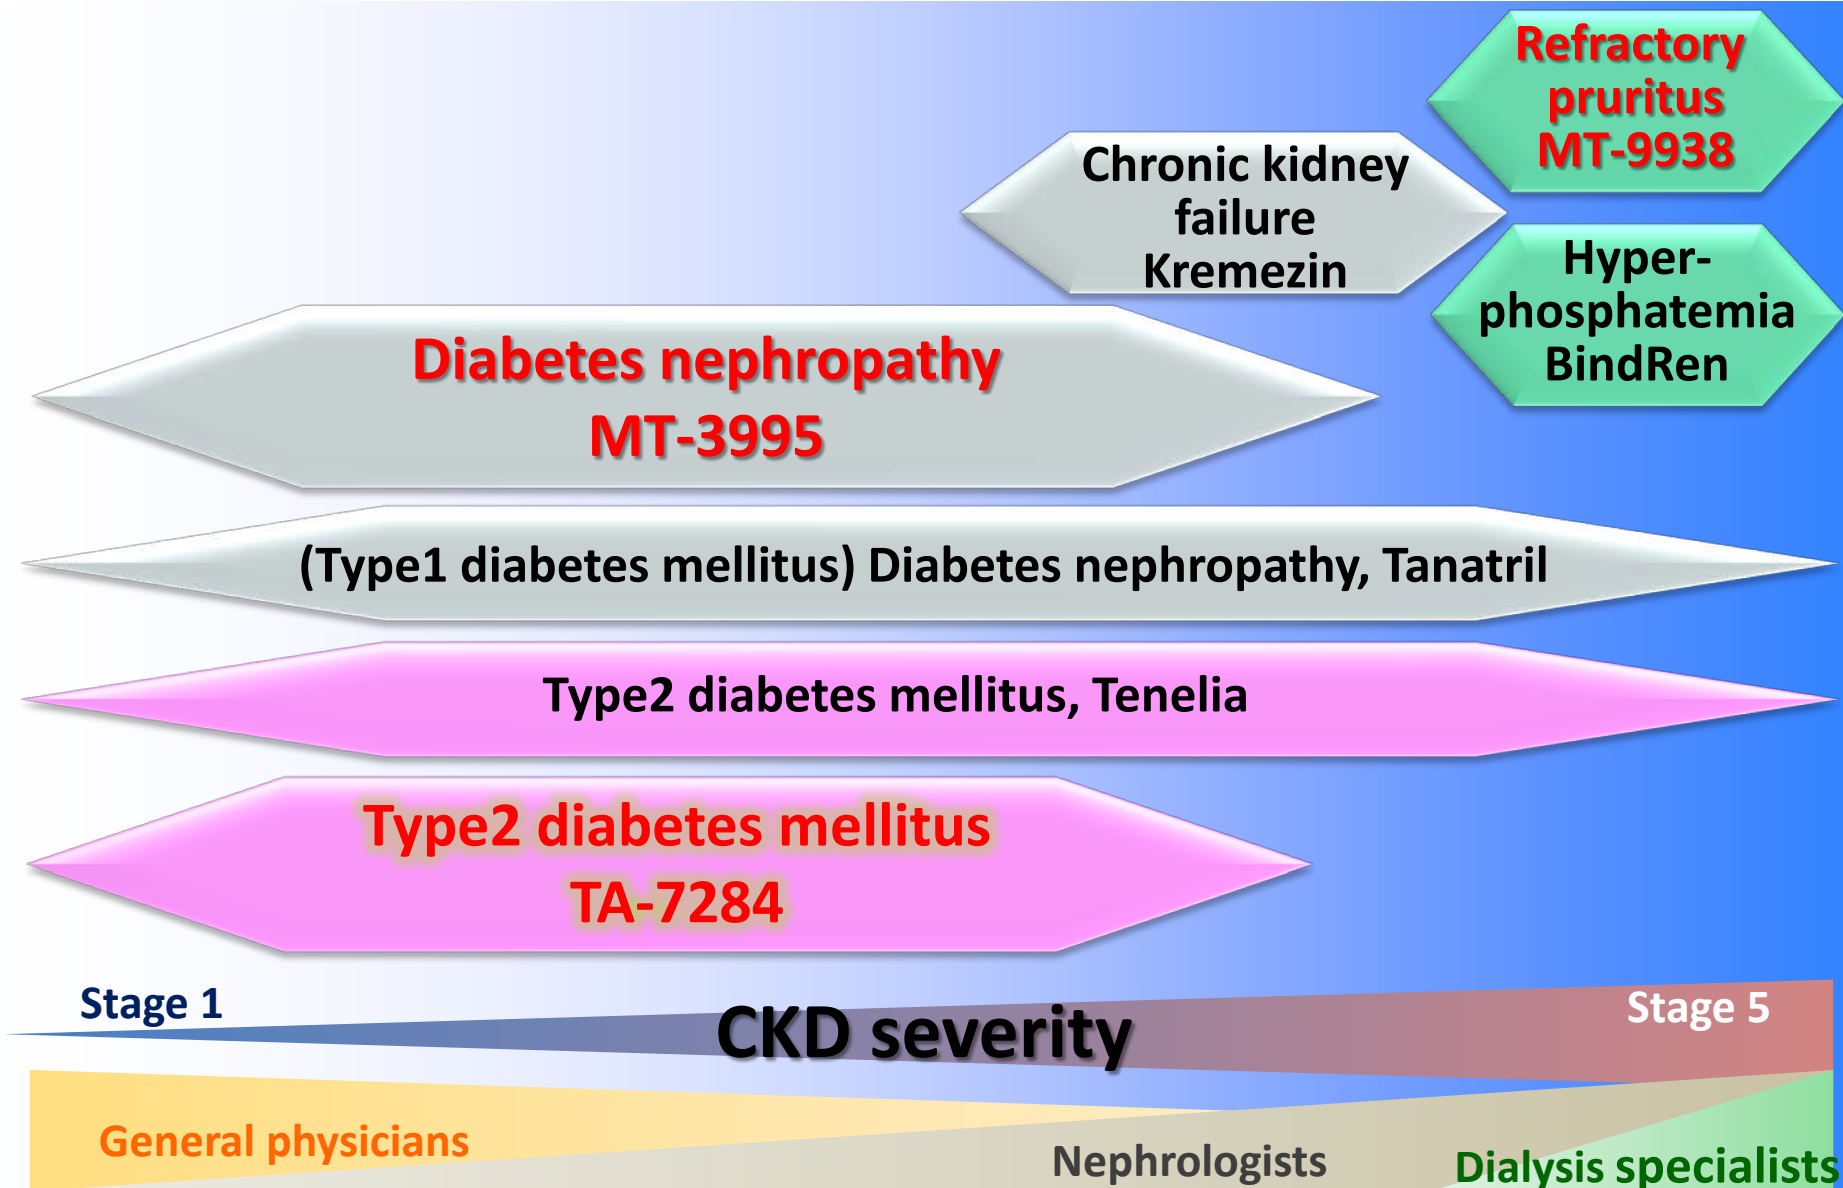 Refractory
pruritus
MT-9938
Chronic kidney
failure
Kremezin
Hyper-
phosphatemia
BindRen
Diabetes nephropathy
MT-3995
(Type1 diabetes mellitus) Diabetes nephropathy, Tanatril
Type2 diabetes mellitus, Tenelia
Type2 diabetes mellitus
TA-7284
Stage 1
CKD severity
Stage 5
General physicians
Nephrologists
Dialysis specialists